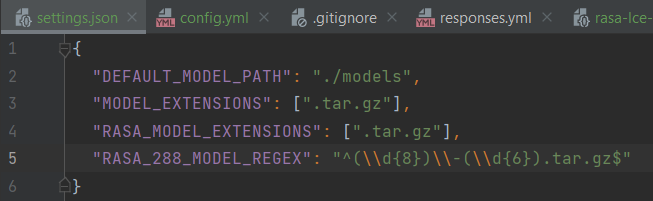 settings.json config.yml .gitignore responses.yml rasa-Ice-
1 {
2 "DEFAULT_MODEL_PATH": "./models",
3 "MODEL_EXTENSIONS": [".tar.gz"],
4 "RASA_MODEL_EXTENSIONS": [".tar.gz"],
5 "RASA_288_MODEL_REGEX": "^(\\d{8})\\-(\\d{6}).tar.gz$"
6 }